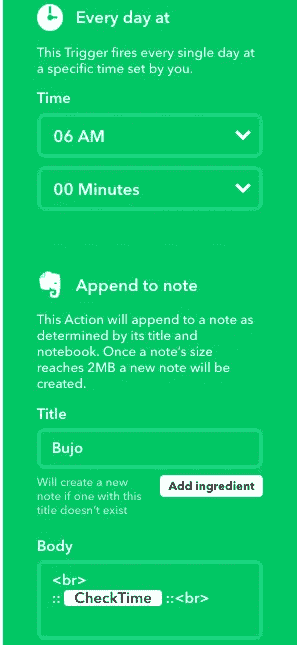 Every day at
This Trigger fires every single day at
a specific time set by you.
Time
06 AM
00 Minutes
Append to note
This Action will append to a note as
determined by its title and
notebook. Once a note's size
reaches 2MB a new note will be
created.
Title
Bujo
Will create a new
note if one with this
title doesn't exist
Add ingredient
Body
<br>
:: CheckTime ::<br>